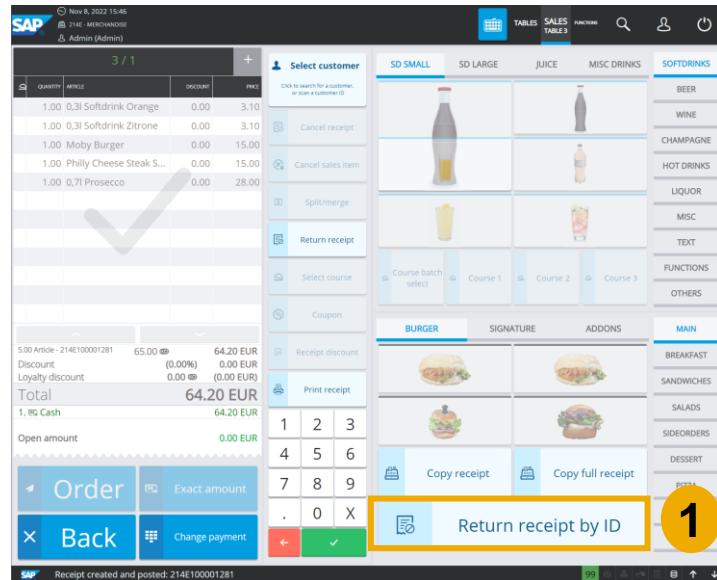 Nov 8, 2022 15:46
SAP
214E - MERCHANDISE
Admin (Admin)
TABLES
SALES
TABLE 3
FUNCTIONS
3 / 1
+
QUANTITY ARTICLE DISCOUNT PRICE
1.00 0,3l Softdrink Orange 0.00 3.10
1.00 0,3l Softdrink Zitrone 0.00 3.10
1.00 Moby Burger 0.00 15.00
1.00 Philly Cheese Steak S... 0.00 15.00
1.00 0,7l Prosecco 0.00 28.00
5.00 Article - 214E100001281 65.00 64.20 EUR
Discount (0.00%) 0.00 EUR
Loyalty discount 0.00 (0.00 EUR)
Total 64.20 EUR
1. Cash 64.20 EUR
Open amount 0.00 EUR
Order
Exact amount
Back
Change payment
Select customer
Click to search for a customer,
or scan a customer ID
Cancel receipt
Cancel sales item
Split/merge
Return receipt
Select course
Coupon
Receipt discount
Print receipt
1 2 3
4 5 6
7 8 9
. 0 X
SD SMALL SD LARGE JUICE MISC DRINKS
Course batch
select
Course 1
Course 2
Course 3
BURGER SIGNATURE ADDONS
Copy receipt
Copy full receipt
Return receipt by ID
1
SOFTDRINKS
BEER
WINE
CHAMPAGNE
HOT DRINKS
LIQUOR
MISC
TEXT
FUNCTIONS
OTHERS
MAIN
BREAKFAST
SANDWICHES
SALADS
SIDEORDERS
DESSERT
PIZZA
SAP
Receipt created and posted: 214E100001281
99